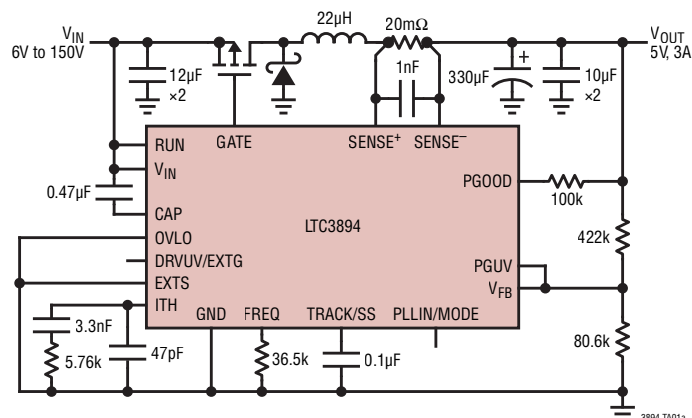 VIN
6V to 150V
12µF
×2
22µH
20mΩ
1nF
330µF
+
10µF
×2
VOUT
5V, 3A
RUN
VIN
CAP
OVLO
DRVUV/EXTG
EXTS
ITH
GATE
SENSE+
SENSE–
PGOOD
LTC3894
PGUV
VFB
GND
FREQ
TRACK/SS
PLLIN/MODE
0.47µF
100k
422k
80.6k
3.3nF
5.76k
47pF
36.5k
0.1µF
3894 TA01a